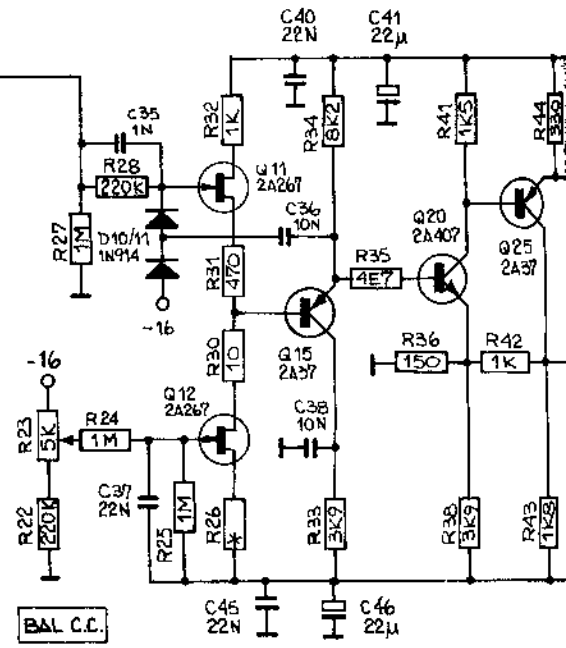 C40
22N
C41
22µ
R32
1K
R34
8K2
R41
1K5
R44
330
C35
1N
R28
220K
Q11
2A267
R27
1M
D10/11
1N914
-16
C36
10N
R31
470
R35
4E7
Q20
2A407
Q25
2A37
R30
10
Q15
2A37
R36
150
R42
1K
-16
R23
5K
R24
1M
Q12
2A267
C38
10N
C37
22N
R25
1M
R26
*
R33
3K9
R38
3K9
R43
1K8
R22
220K
C45
22N
C46
22µ
BAL C.C.